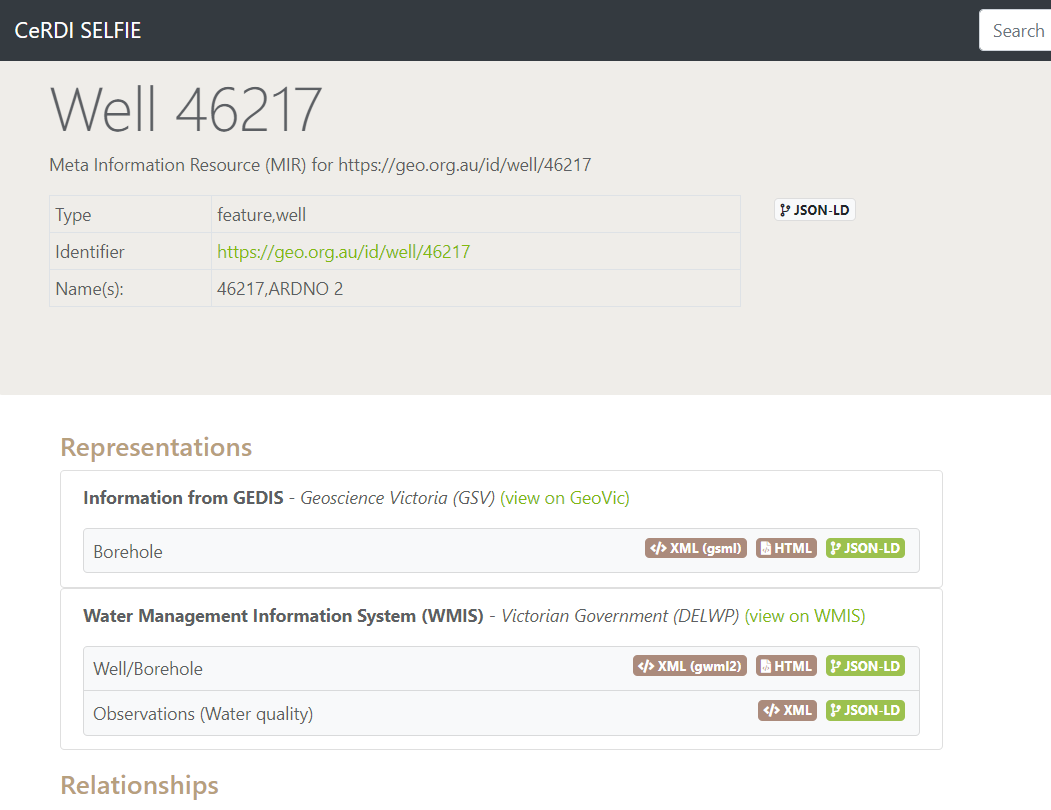 CeRDI SELFIE
Search
Well 46217
Meta Information Resource (MIR) for https://geo.org.au/id/well/46217
Type feature,well
JSON-LD
Identifier https://geo.org.au/id/well/46217
Name(s): 46217,ARDNO 2
Representations
Information from GEDIS - Geoscience Victoria (GSV) (view on GeoVic)
Borehole </> XML (gsml) HTML JSON-LD
Water Management Information System (WMIS) - Victorian Government (DELWP) (view on WMIS)
Well/Borehole </> XML (gwml2) HTML JSON-LD
Observations (Water quality) </> XML JSON-LD
Relationships